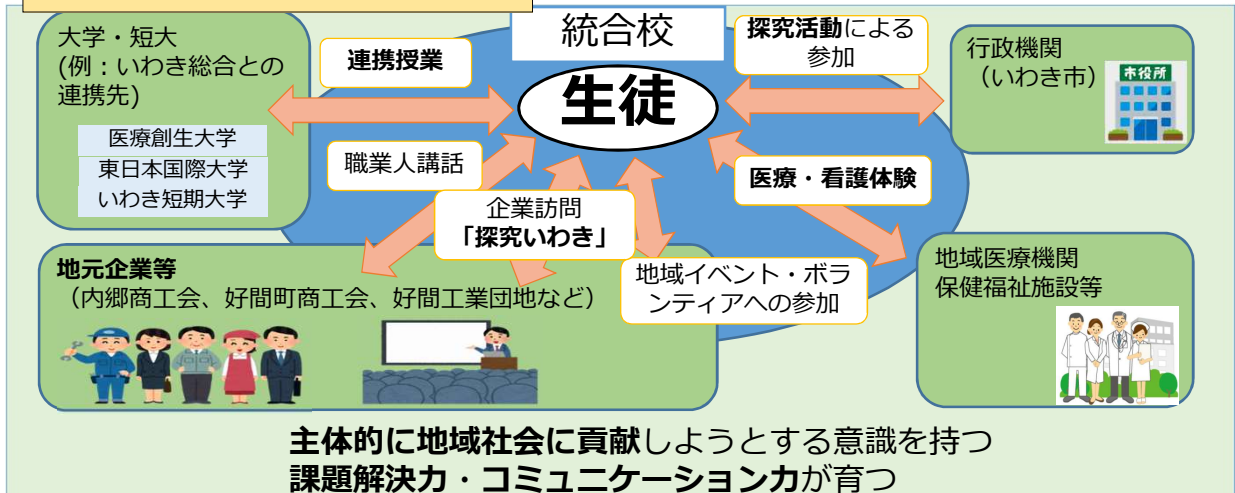 統合校
生徒
大学・短大
(例：いわき総合との
連携先)
医療創生大学
東日本国際大学
いわき短期大学
連携授業
探究活動による
参加
行政機関
（いわき市）
市役所
職業人講話
企業訪問
「探究いわき」
地域イベント・ボラ
ンティアへの参加
医療・看護体験
地元企業等
（内郷商工会、好間町商工会、好間工業団地など）
地域医療機関
保健福祉施設等
主体的に地域社会に貢献しようとする意識を持つ
課題解決力・コミュニケーション力が育つ